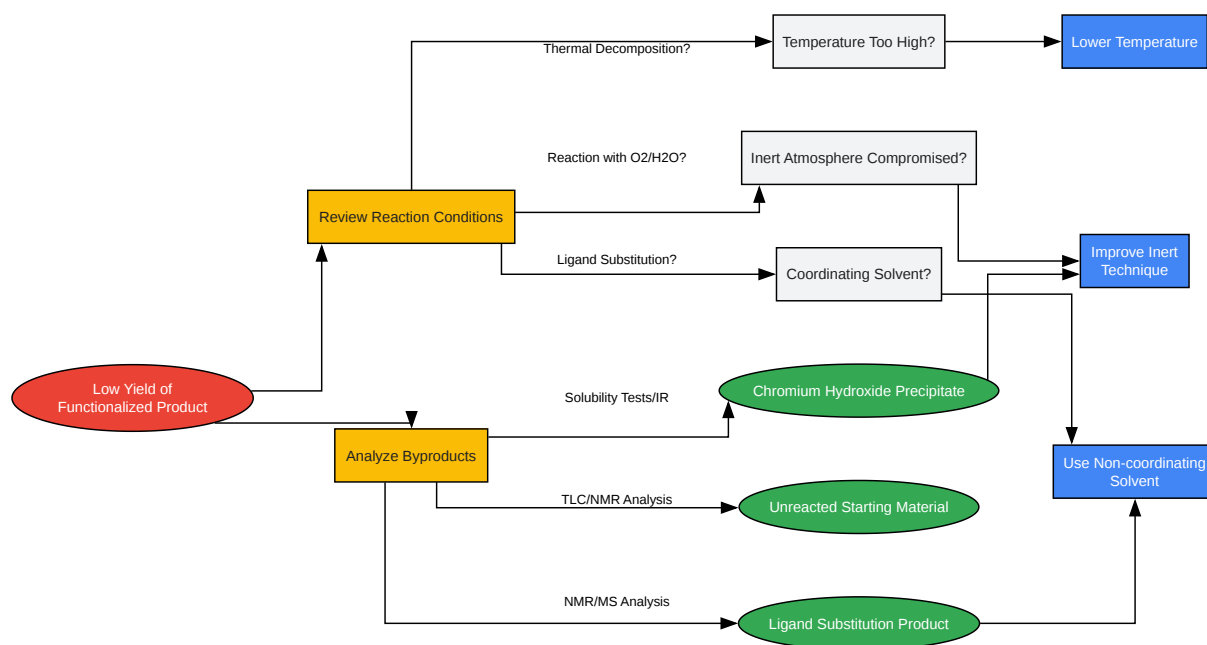 Thermal Decomposition?
Temperature Too High?
Lower Temperature
Reaction with O2/H2O?
Inert Atmosphere Compromised?
Review Reaction Conditions
Ligand Substitution?
Coordinating Solvent?
Improve Inert
Technique
Low Yield of
Functionalized Product
Solubility Tests/IR
Chromium Hydroxide Precipitate
Analyze Byproducts
Use Non-coordinating
Solvent
TLC/NMR Analysis
Unreacted Starting Material
NMR/MS Analysis
Ligand Substitution Product